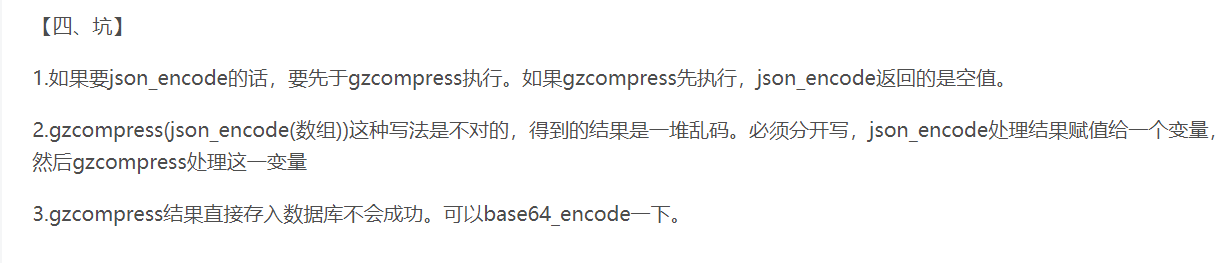 【四、坑】
1.如果要json_encode的话，要先于gzcompress执行。如果gzcompress先执行，json_encode返回的是空值。
2.gzcompress(json_encode(数组))这种写法是不对的，得到的结果是一堆乱码。必须分开写，json_encode处理结果赋值给一个变量，
然后gzcompress处理这一变量
3.gzcompress结果直接存入数据库不会成功。可以base64_encode一下。